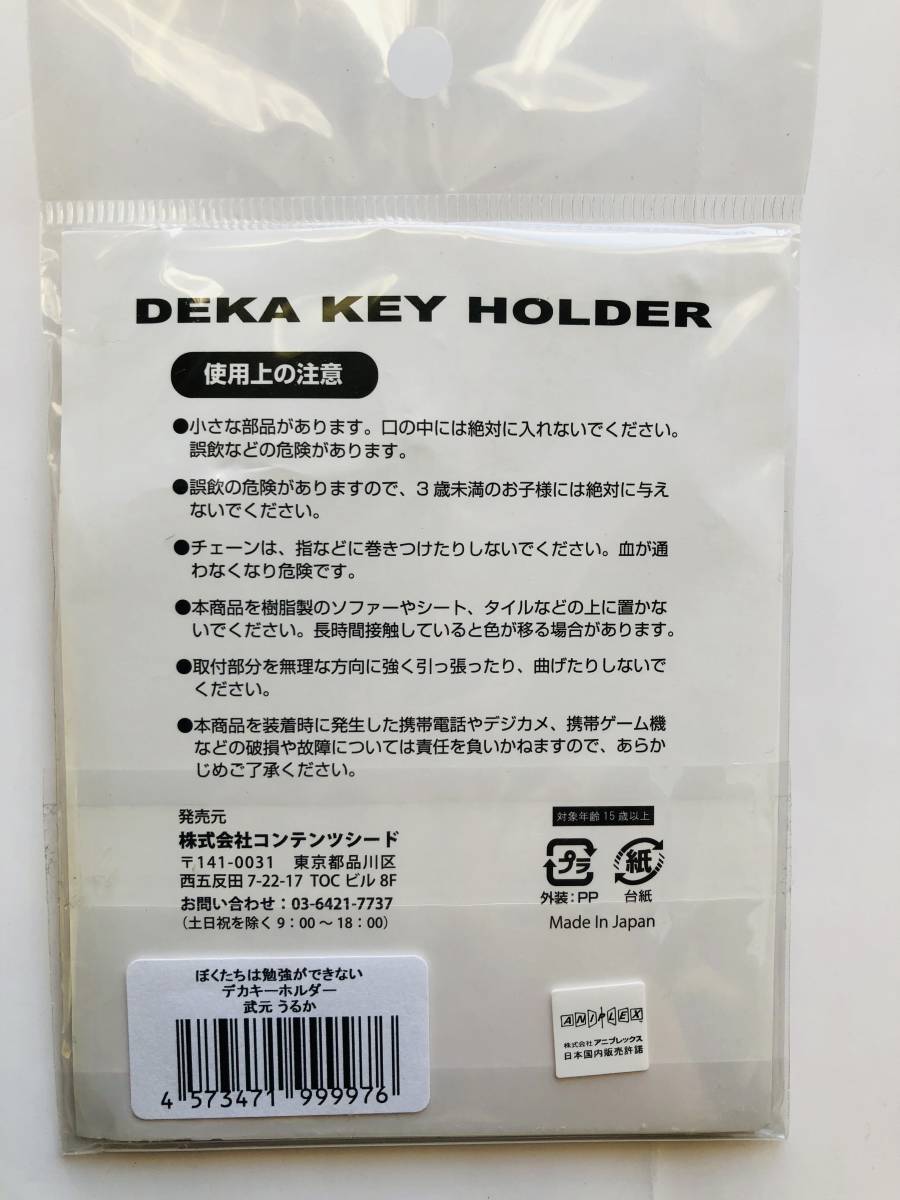 DEKA KEY HOLDER
使用上の注意
●小さな部品があります。口の中には絶対に入れないでください。
誤飲などの危険があります。
●誤飲の危険がありますので、3歳未満のお子様には絶対に与え
ないでください。
●チェーンは、指などに巻きつけたりしないでください。血が通
わなくなり危険です。
●本商品を樹脂製のソファーやシート、タイルなどの上に置かな
いでください。長時間接触していると色が移る場合があります。
●取付部分を無理な方向に強く引っ張ったり、曲げたりしないで
ください。
●本商品を装着時に発生した携帯電話やデジカメ、携帯ゲーム機
などの破損や故障については責任を負いかねますので、あらか
じめご了承ください。
発売元
株式会社コンテンツシード
〒141-0031 東京都品川区
西五反田 7-22-17 TOC ビル 8F
お問い合わせ：03-6421-7737
（土日祝を除く 9：00 〜 18：00）
対象年齢 15歳以上
プラ
紙
外装：PP
台紙
Made In Japan
ぼくたちは勉強ができない
デカキーホルダー
武元 うるか
4 573471 999976
ANIPLEX
株式会社 アニプレックス
日本国内販売許諾